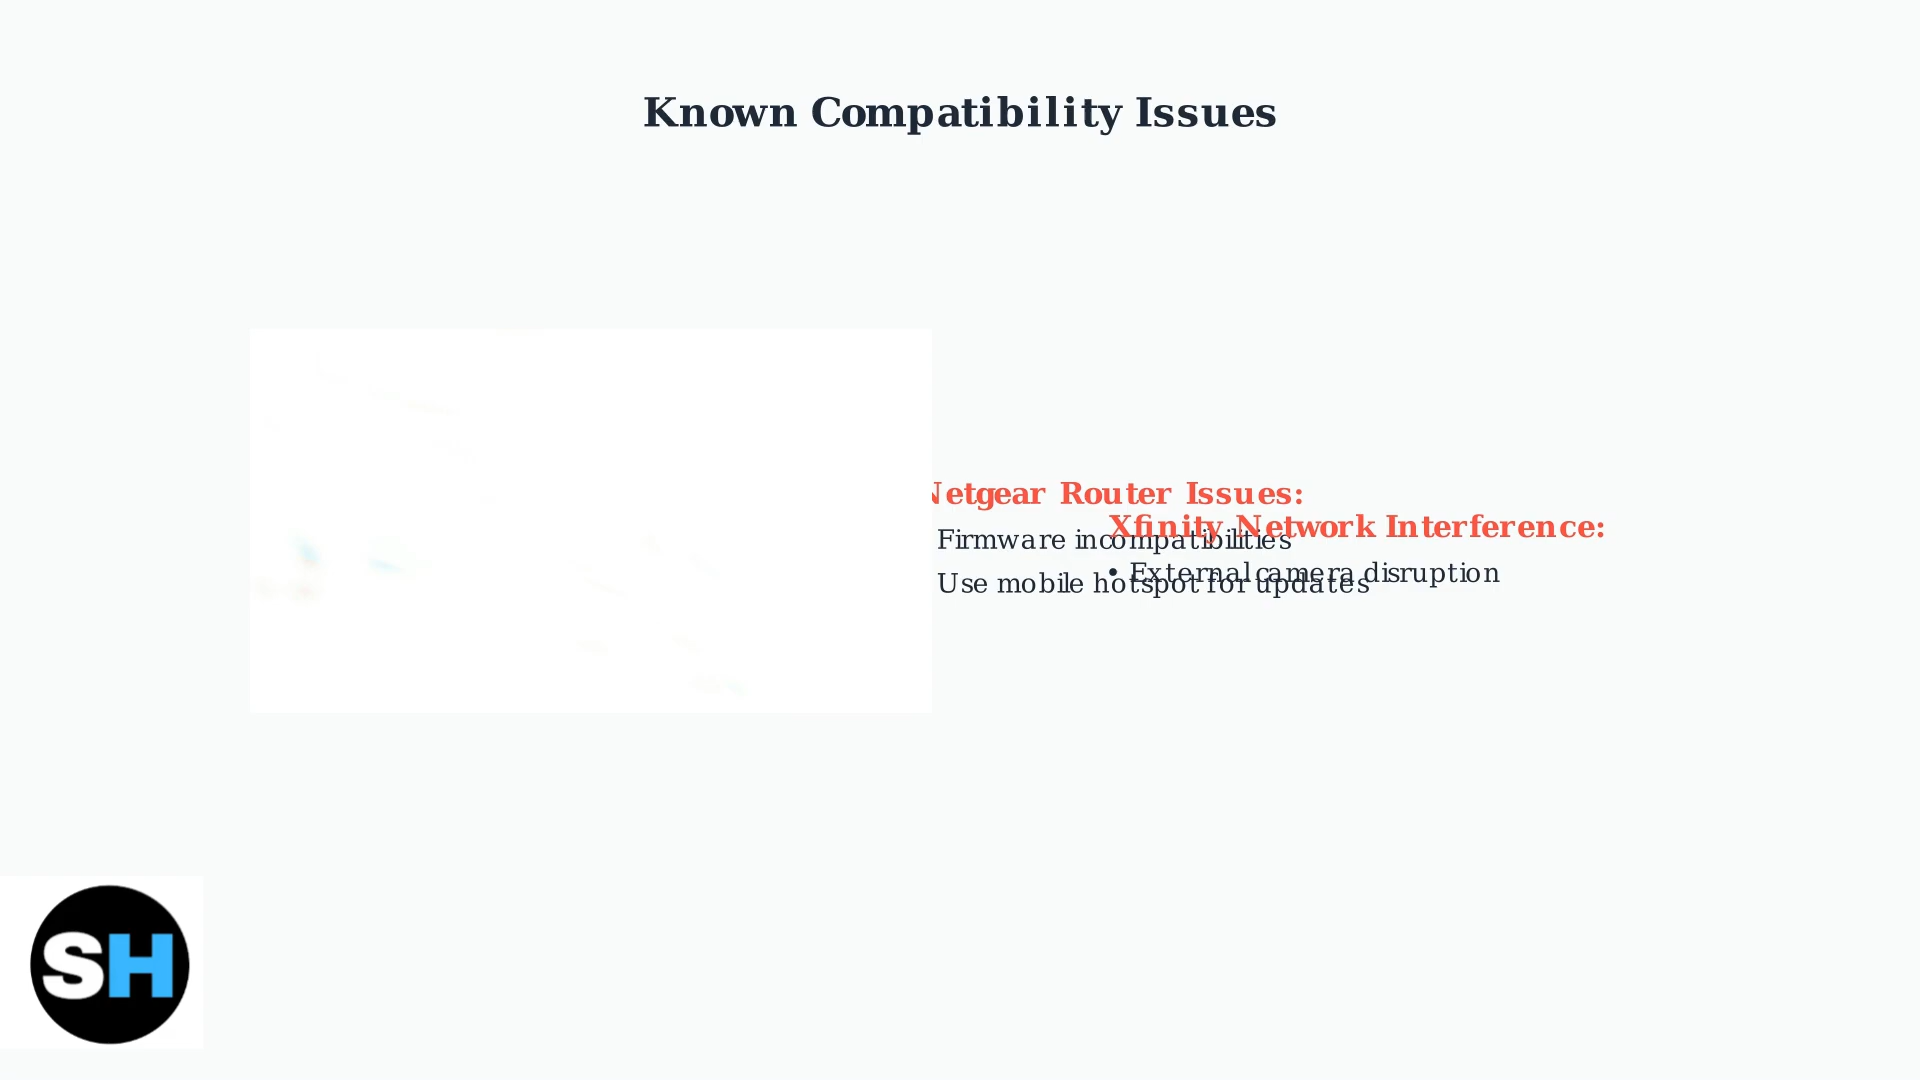 Known Compatibility Issues
Netgear Router Issues:
Firmware incompatibilities
Use mobile hotspot for updates
Xfinity Network Interference:
• External camera disruption
SH